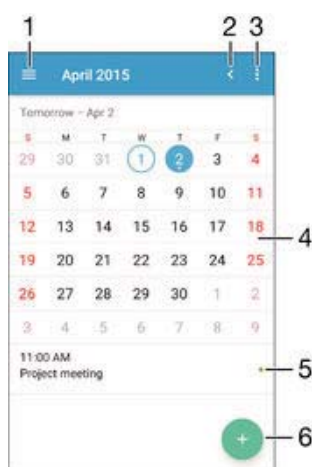 1 2 3
April 2015
Tomorrow - Apr 2
S M T W T F S
29 30 31 1 2 3 4
5 6 7 8 9 10 11
12 13 14 15 16 17 18
4
19 20 21 22 23 24 25
26 27 28 29 30 1 2
3 4 5 6 7 8 9
11:00 AM
Project meeting
5
6